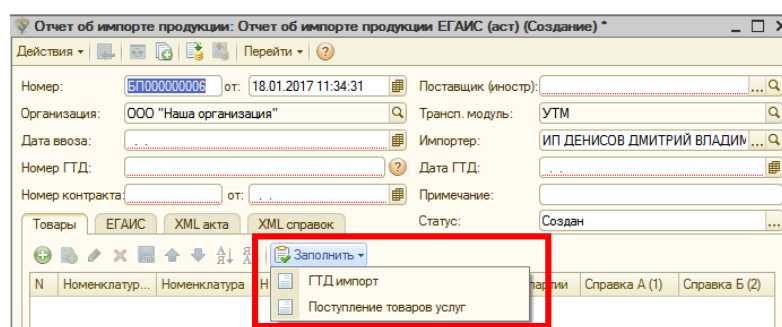 Отчет об импорте продукции: Отчет об импорте продукции ЕГАИС (аст) (Создание) *
Действия Перейти
Номер: БП000000006 от: 18.01.2017 11:34:31 Поставщик (иностр):
Организация: ООО "Наша организация" Трансп. модуль: УТМ
Дата ввоза: . . Импортер: ИП ДЕНИСОВ ДМИТРИЙ ВЛАДИМ ...
Номер ГТД: Дата ГТД: . .
Номер контракта: от: . . Примечание:
Товары ЕГАИС XML акта XML справок Статус: Создан
Заполнить
N Номенклатур... Номенклатура Справка А (1) Справка Б (2)
ГТД импорт
Поступление товаров услуг